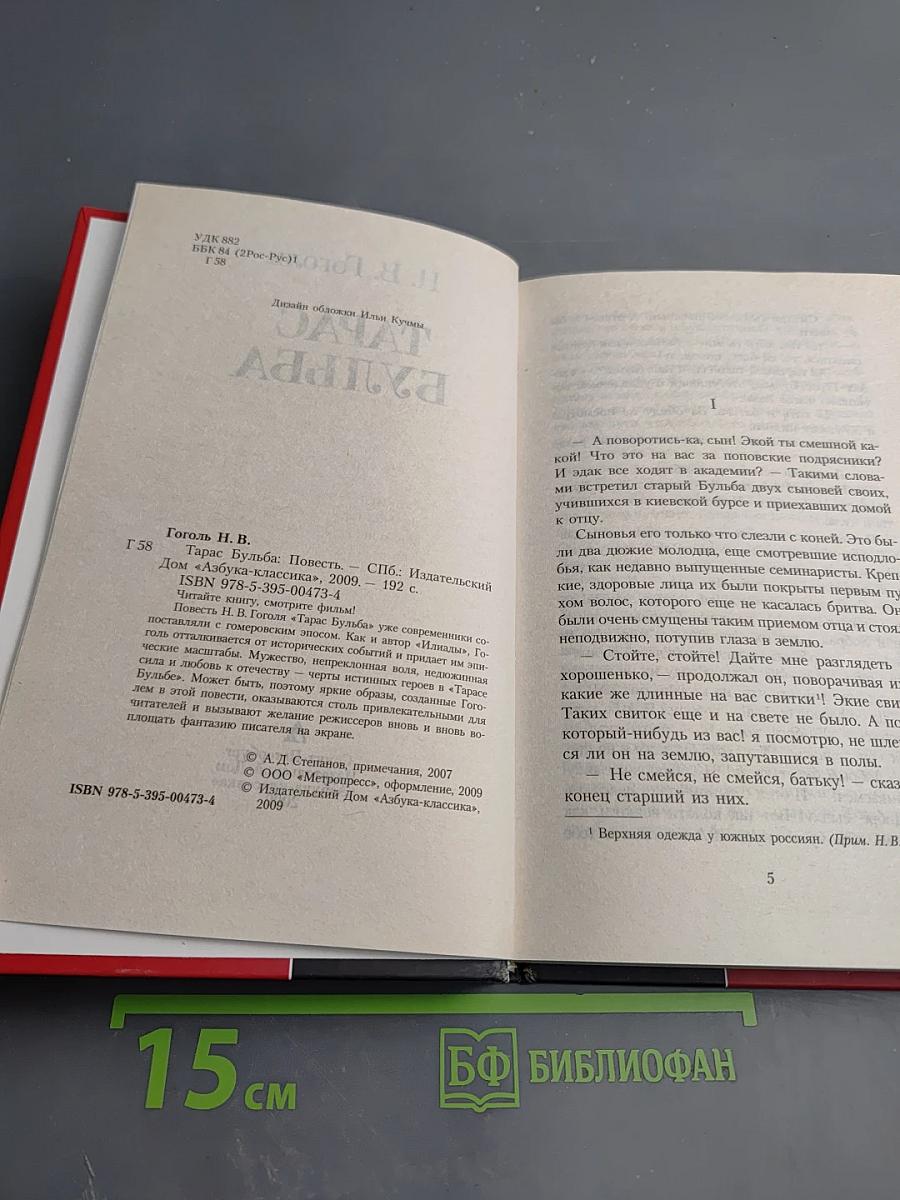 УДК 882
ББК 84 (2Рос-Рус)1
Г 58
Дизайн обложки Ильи Кучмы
Гоголь Н. В.
Г 58
Тарас Бульба: Повесть. — СПб.: Издательский
Дом «Азбука-классика», 2009. — 192 с.
ISBN 978-5-395-00473-4
Читайте книгу, смотрите фильм!
Повесть Н. В. Гоголя «Тарас Бульба» уже современники со-
поставляли с гомеровским эпосом. Как и автор «Илиады», Го-
голь отталкивается от исторических событий и придает им эпи-
ческие масштабы. Мужество, непреклонная воля, недюжинная
сила и любовь к отечеству — черты истинных героев в «Тарасе
Бульбе». Может быть, поэтому яркие образы, созданные Гого-
лем в этой повести, оказываются столь привлекательными для
читателей и вызывают желание режиссеров вновь и вновь во-
площать фантазию писателя на экране.
© А. Д. Степанов, примечания, 2007
© ООО «Метропресс», оформление, 2009
© Издательский Дом «Азбука-классика»,
2009
ISBN 978-5-395-00473-4
I
— А поворотись-ка, сын! Экой ты смешной ка-
кой! Что это на вас за поповские подрясники?
И эдак все ходят в академии? — Такими слова-
ми встретил старый Бульба двух сыновей своих,
учившихся в киевской бурсе и приехавших домой
к отцу.
Сыновья его только что слезли с коней. Это бы-
ли два дюжие молодца, еще смотревшие исподло-
бья, как недавно выпущенные семинаристы. Креп
кие, здоровые лица их были покрыты первым пу
хом волос, которого еще не касалась бритва. Он
были очень смущены таким приемом отца и стоя
неподвижно, потупив глаза в землю.
— Стойте, стойте! Дайте мне разглядеть
хорошенько, — продолжал он, поворачивая и
какие же длинные на вас свитки¹! Экие сви
Таких свиток еще и на свете не было. А по
который-нибудь из вас! я посмотрю, не шле
ся ли он на землю, запутавшися в полы.
— Не смейся, не смейся, батьку! — сказ
конец старший из них.
¹ Верхняя одежда у южных россиян. (Прим. Н. В.
5
15 см
БФ БИБЛИОФАН